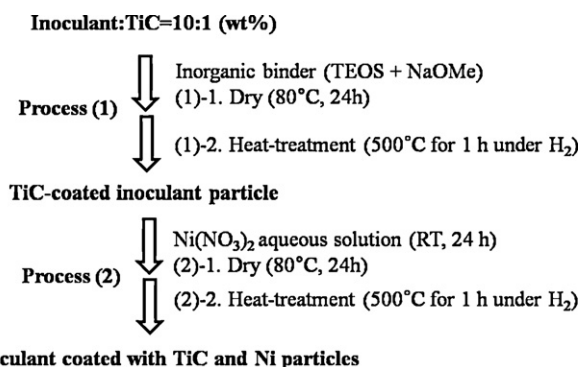 Inoculant:TiC=10:1 (wt%)
Inorganic binder (TEOS + NaOMe)
Process (1)
(1)-1. Dry (80°C, 24h)
(1)-2. Heat-treatment (500°C for 1 h under H₂)
TiC-coated inoculant particle
Ni(NO₃)₂ aqueous solution (RT, 24 h)
Process (2)
(2)-1. Dry (80°C, 24h)
(2)-2. Heat-treatment (500°C for 1 h under H₂)
culant coated with TiC and Ni particles